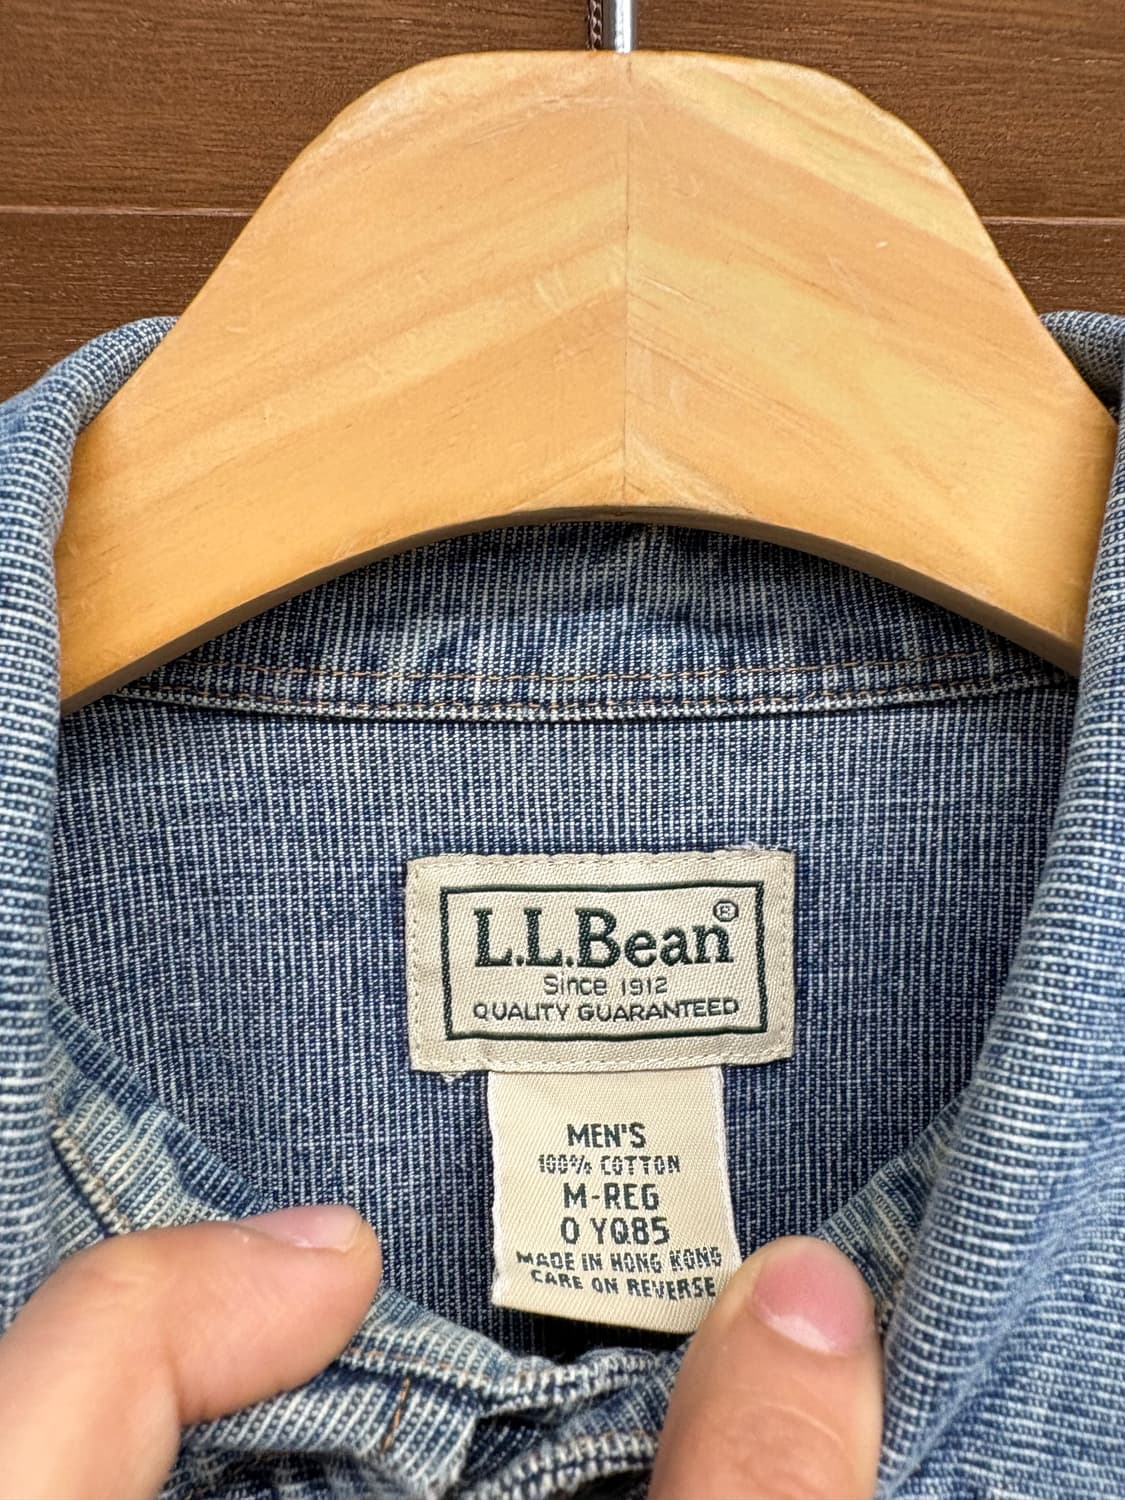 L.L.Bean®
Since 1912
QUALITY GUARANTEED
MEN'S
100% COTTON
M-REG
0 YQ85
MADE IN HONG KONG
CARE ON REVERSE